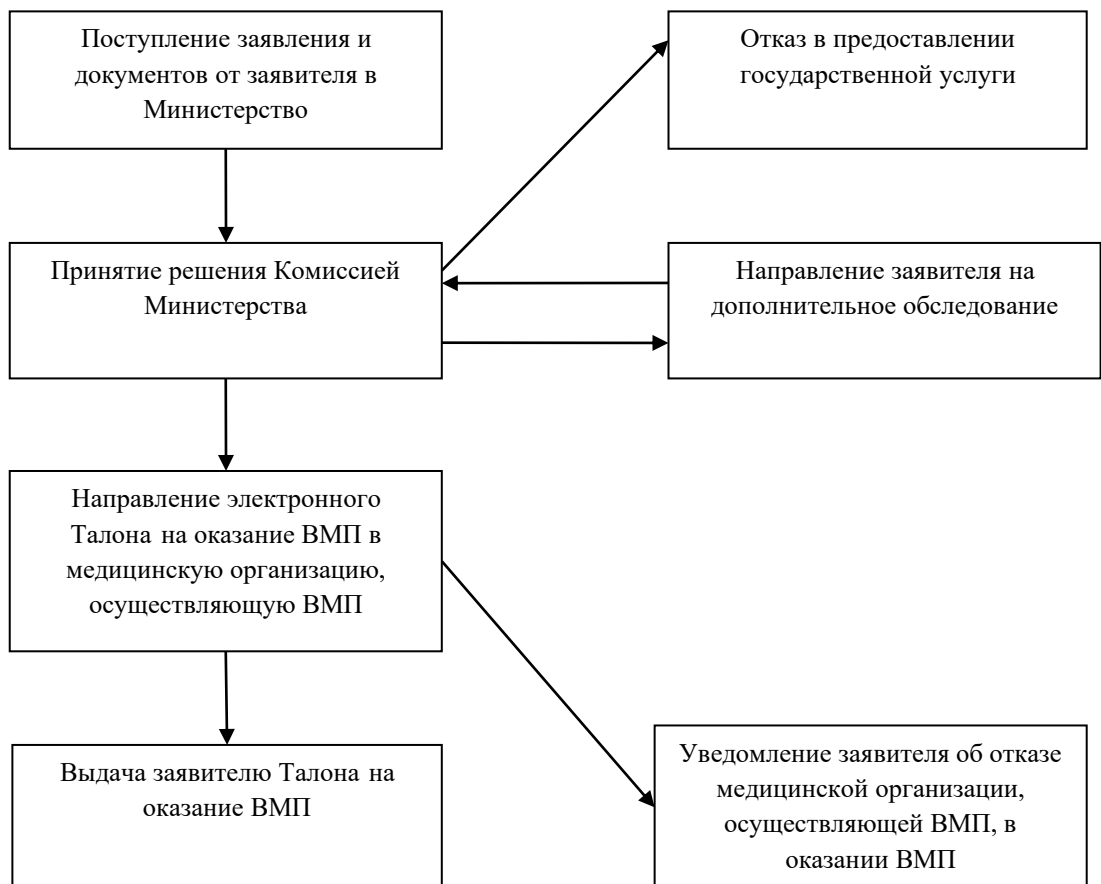 Поступление заявления и
документов от заявителя в
Министерство
Отказ в предоставлении
государственной услуги
Принятие решения Комиссией
Министерства
Направление заявителя на
дополнительное обследование
Направление электронного
Талона на оказание ВМП в
медицинскую организацию,
осуществляющую ВМП
Выдача заявителю Талона на
оказание ВМП
Уведомление заявителя об отказе
медицинской организации,
осуществляющей ВМП, в
оказании ВМП